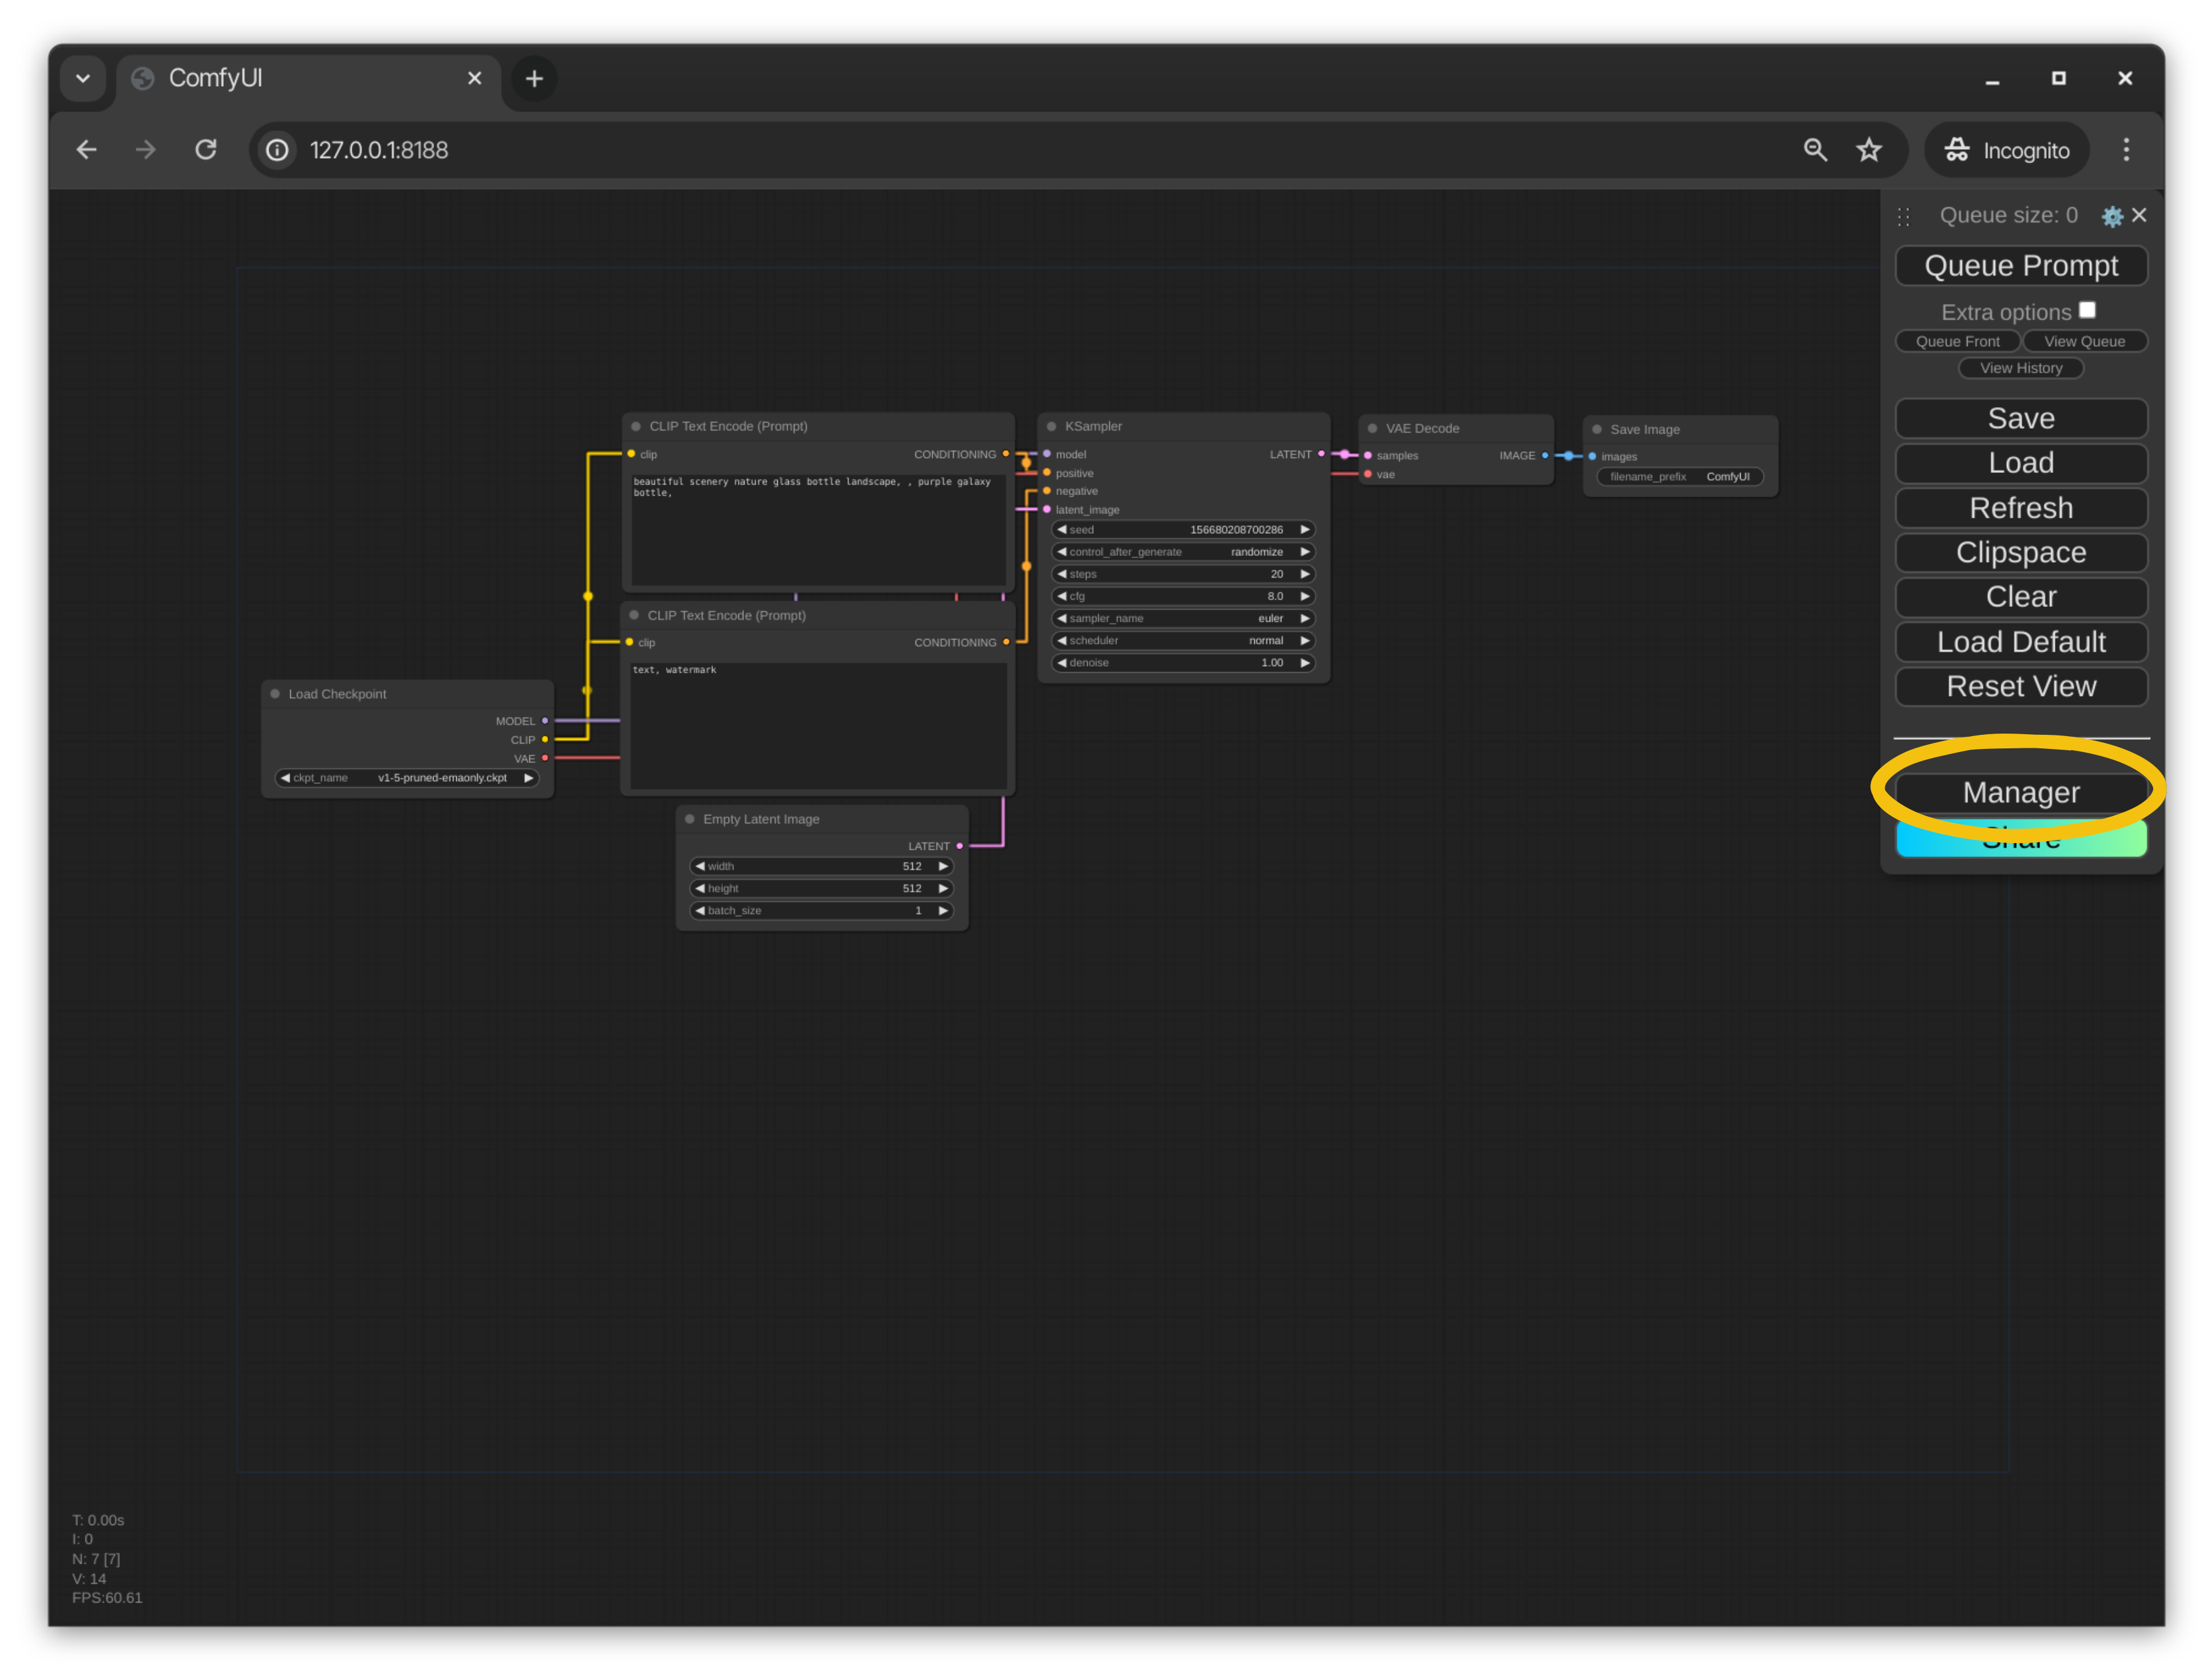 ComfyUI
127.0.0.1:8188
Incognito
Queue size: 0
Queue Prompt
Extra options
Queue Front View Queue
View History
Save
Load
Refresh
Clipspace
Clear
Load Default
Reset View
Manager
Share
CLIP Text Encode (Prompt)
clip CONDITIONING
beautiful scenery nature glass bottle landscape, , purple galaxy
bottle,
CLIP Text Encode (Prompt)
clip CONDITIONING
text, watermark
KSampler
model LATENT
positive
negative
latent_image
seed 156680208700286
control_after_generate randomize
steps 20
cfg 8.0
sampler_name euler
scheduler normal
denoise 1.00
VAE Decode
samples IMAGE
vae
Save Image
images
filename_prefix ComfyUI
Load Checkpoint
MODEL
CLIP
VAE
ckpt_name v1-5-pruned-emaonly.ckpt
Empty Latent Image
LATENT
width 512
height 512
batch_size 1
T: 0.00s
I: 0
N: 7 [7]
V: 14
FPS:60.61